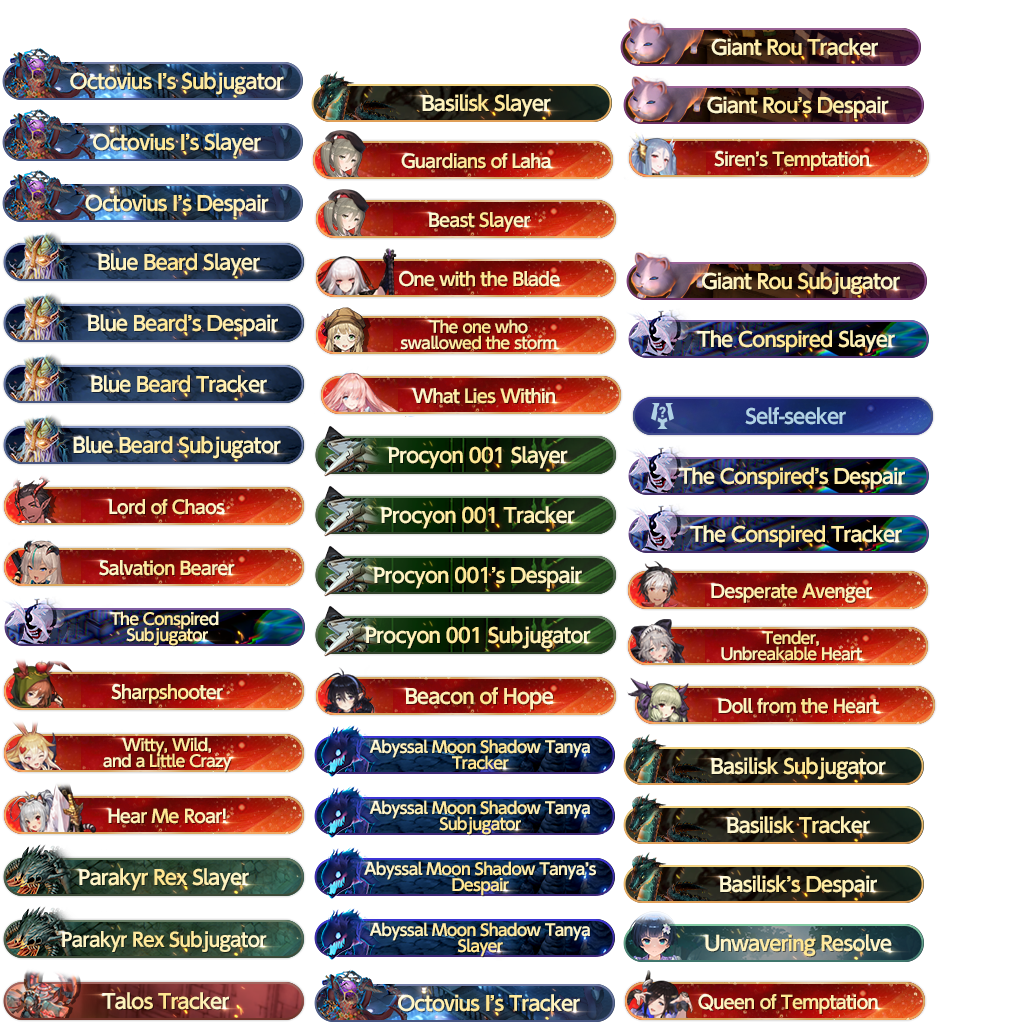 Octovius I's Subjugator
Octovius I's Slayer
Octovius I's Despair
Blue Beard Slayer
Blue Beard's Despair
Blue Beard Tracker
Blue Beard Subjugator
Lord of Chaos
Salvation Bearer
The Conspired
Subjugator
Sharpshooter
Witty, Wild,
and a Little Crazy
Hear Me Roar!
Parakyr Rex Slayer
Parakyr Rex Subjugator
Talos Tracker
Basilisk Slayer
Guardians of Laha
Beast Slayer
One with the Blade
The one who
swallowed the storm
What Lies Within
Procyon 001 Slayer
Procyon 001 Tracker
Procyon 001's Despair
Procyon 001 Subjugator
Beacon of Hope
Abyssal Moon Shadow Tanya
Tracker
Abyssal Moon Shadow Tanya
Subjugator
Abyssal Moon Shadow Tanya's
Despair
Abyssal Moon Shadow Tanya
Slayer
Octovius I's Tracker
Giant Rou Tracker
Giant Rou's Despair
Siren's Temptation
Giant Rou Subjugator
The Conspired Slayer
?
Self-seeker
The Conspired's Despair
The Conspired Tracker
Desperate Avenger
Tender,
Unbreakable Heart
Doll from the Heart
Basilisk Subjugator
Basilisk Tracker
Basilisk's Despair
Unwavering Resolve
Queen of Temptation